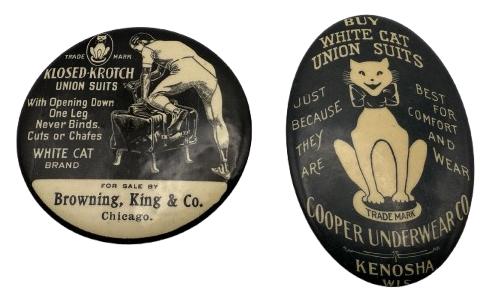 TRADE MARK
KLOSED-KROTCH
UNION SUITS
With Opening Down
One Leg
Never Binds,
Cuts or Chafes
WHITE CAT
BRAND
FOR SALE BY
Browning, King & Co.
Chicago.
BUY
WHITE CAT
UNION SUITS
JUST
BECAUSE
THEY
ARE
BEST
FOR
COMFORT
AND
WEAR
TRADE MARK
COOPER UNDERWEAR CO
KENOSHA
WIS